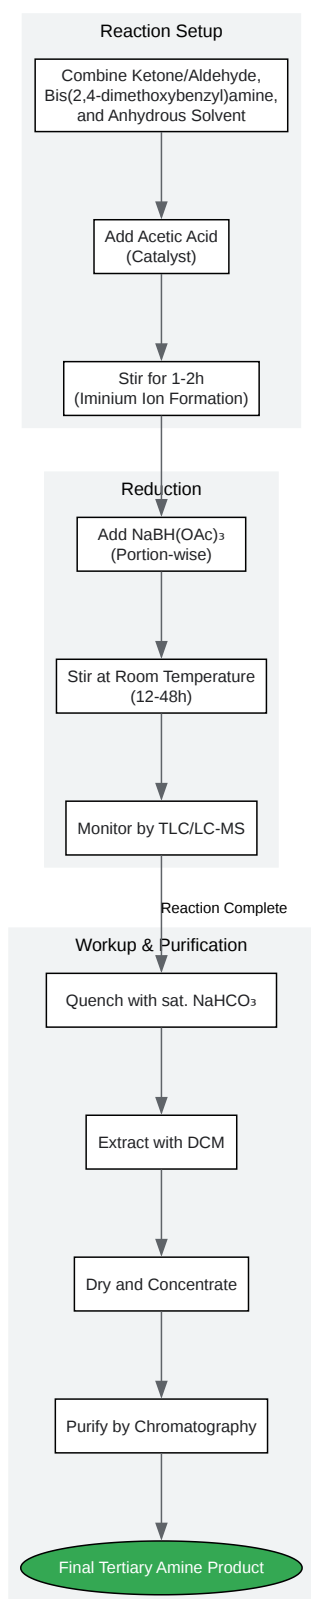 Reaction Setup
Combine Ketone/Aldehyde,
Bis(2,4-dimethoxybenzyl)amine,
and Anhydrous Solvent
Add Acetic Acid
(Catalyst)
Stir for 1-2h
(Iminium Ion Formation)
Reduction
Add NaBH(OAc)₃
(Portion-wise)
Stir at Room Temperature
(12-48h)
Monitor by TLC/LC-MS
Reaction Complete
Workup & Purification
Quench with sat. NaHCO₃
Extract with DCM
Dry and Concentrate
Purify by Chromatography
Final Tertiary Amine Product